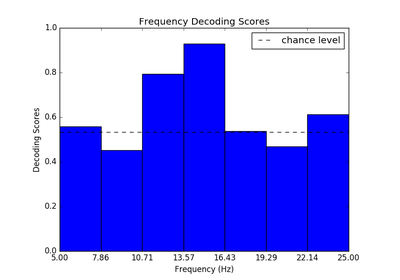 Frequency Decoding Scores
chance level
1.0
0.8
0.6
0.4
0.2
0.0
Decoding Scores
5.00 7.86 10.71 13.57 16.43 19.29 22.14 25.00
Frequency (Hz)